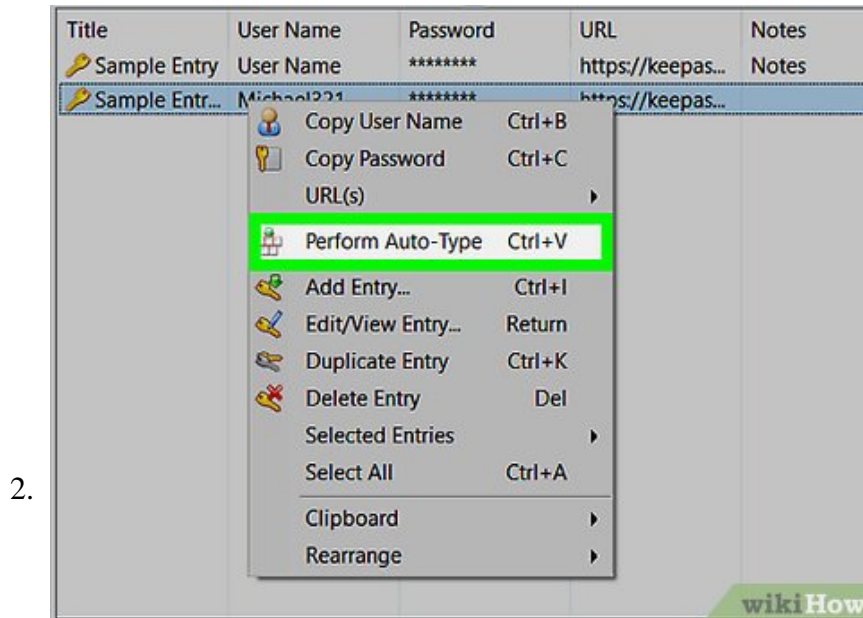 Title User Name Password URL Notes
Sample Entry User Name ******** https://keepas... Notes
Sample Entr... Michael321 ******** https://keepas...
Copy User Name Ctrl+B
Copy Password Ctrl+C
URL(s)
Perform Auto-Type Ctrl+V
Add Entry... Ctrl+I
Edit/View Entry... Return
Duplicate Entry Ctrl+K
Delete Entry Del
Selected Entries
2.
Select All Ctrl+A
Clipboard
Rearrange
wikiHow